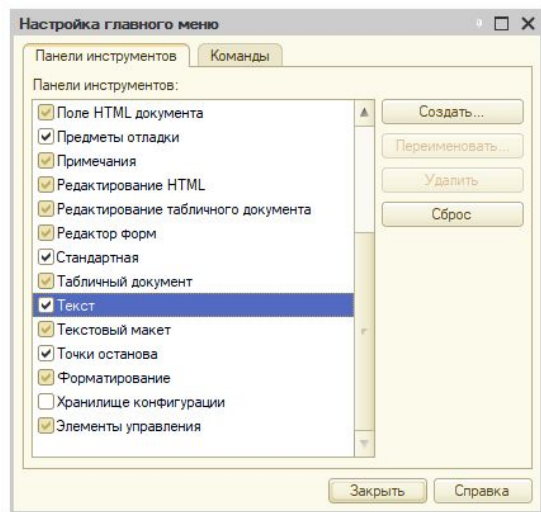 Настройка главного меню
Панели инструментов
Команды
Панели инструментов:
Поле HTML документа
Предметы отладки
Примечания
Редактирование HTML
Редактирование табличного документа
Редактор форм
Стандартная
Табличный документ
Текст
Текстовый макет
Точки останова
Форматирование
Хранилище конфигурации
Элементы управления
Создать...
Переименовать...
Удалить
Сброс
Закрыть
Справка